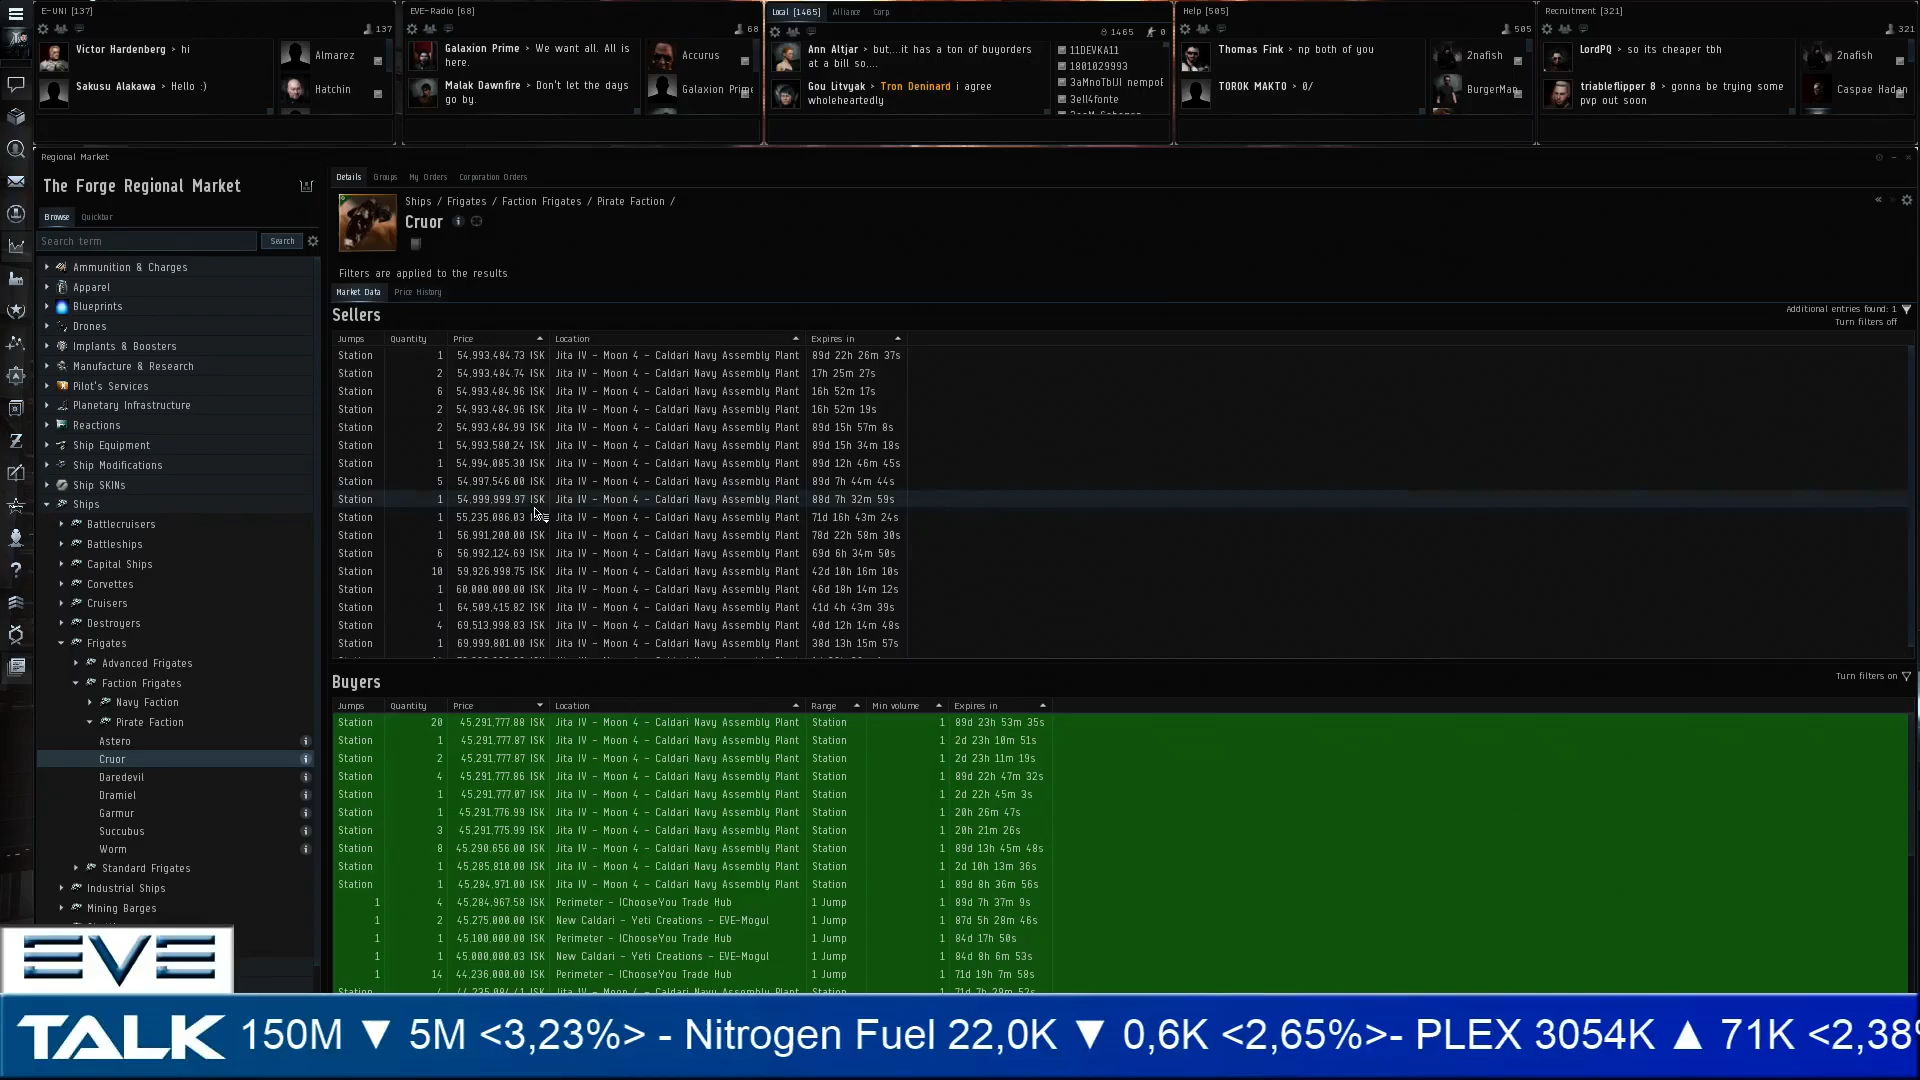 E-UNI [137]
137
Victor Hardenberg > hi
Sakusu Alakawa > Hello :)
Almarez
Hatchin
EVE-Radio [68]
68
Galaxion Prime > We want all. All is
here.
Malak Dawnfire > Don't let the days
go by.
Accurus
Galaxion Prime
Local [1465] Alliance Corp
1465 0
Ann Altjar > but,...it has a ton of buyorders
at a bill so,...
Gou Lityak > Tron Deninard i agree
wholeheartedly
11DEVKA11
1801029993
3ell4fonte
Help [505]
505
Thomas Fink > np both of you
TOROK MAKTO > 0/
2nafish
BurgerMan
Recruitment [321]
321
LordPQ > so its cheaper tbh
triableflipper 8 > gonna be trying some
pvp out soon
2nafish
Caspae Hadan
Regional Market
The Forge Regional Market
Browse Quickbar
Search term Search
Ammunition & Charges
Apparel
Blueprints
Drones
Implants & Boosters
Manufacture & Research
Pilot's Services
Planetary Infrastructure
Reactions
Ship Equipment
Ship Modifications
Ship SKINs
Ships
Battlecruisers
Battleships
Capital Ships
Corvettes
Cruisers
Destroyers
Frigates
Advanced Frigates
Faction Frigates
Navy Faction
Pirate Faction
Astero
Cruor
Daredevil
Dramiel
Garmur
Succubus
Worm
Standard Frigates
Industrial Ships
Mining Barges
Details Groups My Orders Corporation Orders
Ships / Frigates / Faction Frigates / Pirate Faction /
Cruor
Filters are applied to the results
Market Data Price History
Sellers
Additional entries found: 1
Turn filters off
Jumps Quantity Price Location Expires in
Station 1 54,993,484.73 ISK Jita IV - Moon 4 - Caldari Navy Assembly Plant 89d 22h 26m 37s
Station 2 54,993,484.74 ISK Jita IV - Moon 4 - Caldari Navy Assembly Plant 17h 25m 27s
Station 6 54,993,484.96 ISK Jita IV - Moon 4 - Caldari Navy Assembly Plant 16h 52m 17s
Station 2 54,993,484.96 ISK Jita IV - Moon 4 - Caldari Navy Assembly Plant 16h 52m 19s
Station 2 54,993,484.99 ISK Jita IV - Moon 4 - Caldari Navy Assembly Plant 89d 15h 57m 8s
Station 1 54,993,580.24 ISK Jita IV - Moon 4 - Caldari Navy Assembly Plant 89d 15h 34m 18s
Station 1 54,994,085.30 ISK Jita IV - Moon 4 - Caldari Navy Assembly Plant 89d 12h 46m 45s
Station 5 54,997,546.00 ISK Jita IV - Moon 4 - Caldari Navy Assembly Plant 89d 7h 44m 44s
Station 1 54,999,999.97 ISK Jita IV - Moon 4 - Caldari Navy Assembly Plant 88d 7h 32m 59s
Station 1 55,235,086.03 ISK Jita IV - Moon 4 - Caldari Navy Assembly Plant 71d 16h 43m 24s
Station 1 56,991,200.00 ISK Jita IV - Moon 4 - Caldari Navy Assembly Plant 78d 22h 58m 30s
Station 6 56,992,124.69 ISK Jita IV - Moon 4 - Caldari Navy Assembly Plant 69d 6h 34m 50s
Station 10 59,926,998.75 ISK Jita IV - Moon 4 - Caldari Navy Assembly Plant 42d 10h 16m 10s
Station 1 60,000,000.00 ISK Jita IV - Moon 4 - Caldari Navy Assembly Plant 46d 18h 14m 12s
Station 1 64,509,415.82 ISK Jita IV - Moon 4 - Caldari Navy Assembly Plant 41d 4h 43m 39s
Station 4 69,513,998.83 ISK Jita IV - Moon 4 - Caldari Navy Assembly Plant 40d 12h 14m 48s
Station 1 69,999,801.00 ISK Jita IV - Moon 4 - Caldari Navy Assembly Plant 38d 13h 15m 57s
Buyers
Turn filters on
Jumps Quantity Price Location Range Min volume Expires in
Station 20 45,291,777.88 ISK Jita IV - Moon 4 - Caldari Navy Assembly Plant Station 1 89d 23h 53m 35s
Station 1 45,291,777.87 ISK Jita IV - Moon 4 - Caldari Navy Assembly Plant Station 1 2d 23h 10m 51s
Station 2 45,291,777.87 ISK Jita IV - Moon 4 - Caldari Navy Assembly Plant Station 1 2d 23h 11m 19s
Station 4 45,291,777.86 ISK Jita IV - Moon 4 - Caldari Navy Assembly Plant Station 1 89d 22h 47m 32s
Station 1 45,291,777.07 ISK Jita IV - Moon 4 - Caldari Navy Assembly Plant Station 1 2d 22h 45m 3s
Station 1 45,291,776.99 ISK Jita IV - Moon 4 - Caldari Navy Assembly Plant Station 1 20h 26m 47s
Station 3 45,291,775.99 ISK Jita IV - Moon 4 - Caldari Navy Assembly Plant Station 1 20h 21m 26s
Station 8 45,290,656.00 ISK Jita IV - Moon 4 - Caldari Navy Assembly Plant Station 1 89d 13h 45m 48s
Station 1 45,285,810.00 ISK Jita IV - Moon 4 - Caldari Navy Assembly Plant Station 1 2d 10h 13m 36s
Station 1 45,284,971.00 ISK Jita IV - Moon 4 - Caldari Navy Assembly Plant Station 1 89d 8h 36m 56s
1 4 45,284,967.58 ISK Perimeter - IChooseYou Trade Hub 1 Jump 1 89d 7h 37m 9s
1 2 45,275,000.00 ISK New Caldari - Yeti Creations - EVE-Mogul 1 Jump 1 87d 5h 28m 46s
1 1 45,100,000.00 ISK Perimeter - IChooseYou Trade Hub 1 Jump 1 84d 17h 50s
1 1 45,000,000.03 ISK New Caldari - Yeti Creations - EVE-Mogul 1 Jump 1 84d 8h 6m 53s
1 14 44,236,000.00 ISK Perimeter - IChooseYou Trade Hub 1 Jump 1 71d 19h 7m 58s
EVE
TALK 150M ▼ 5M <3,23%> - Nitrogen Fuel 22,0K ▼ 0,6K <2,65%>- PLEX 3054K ▲ 71K <2,38